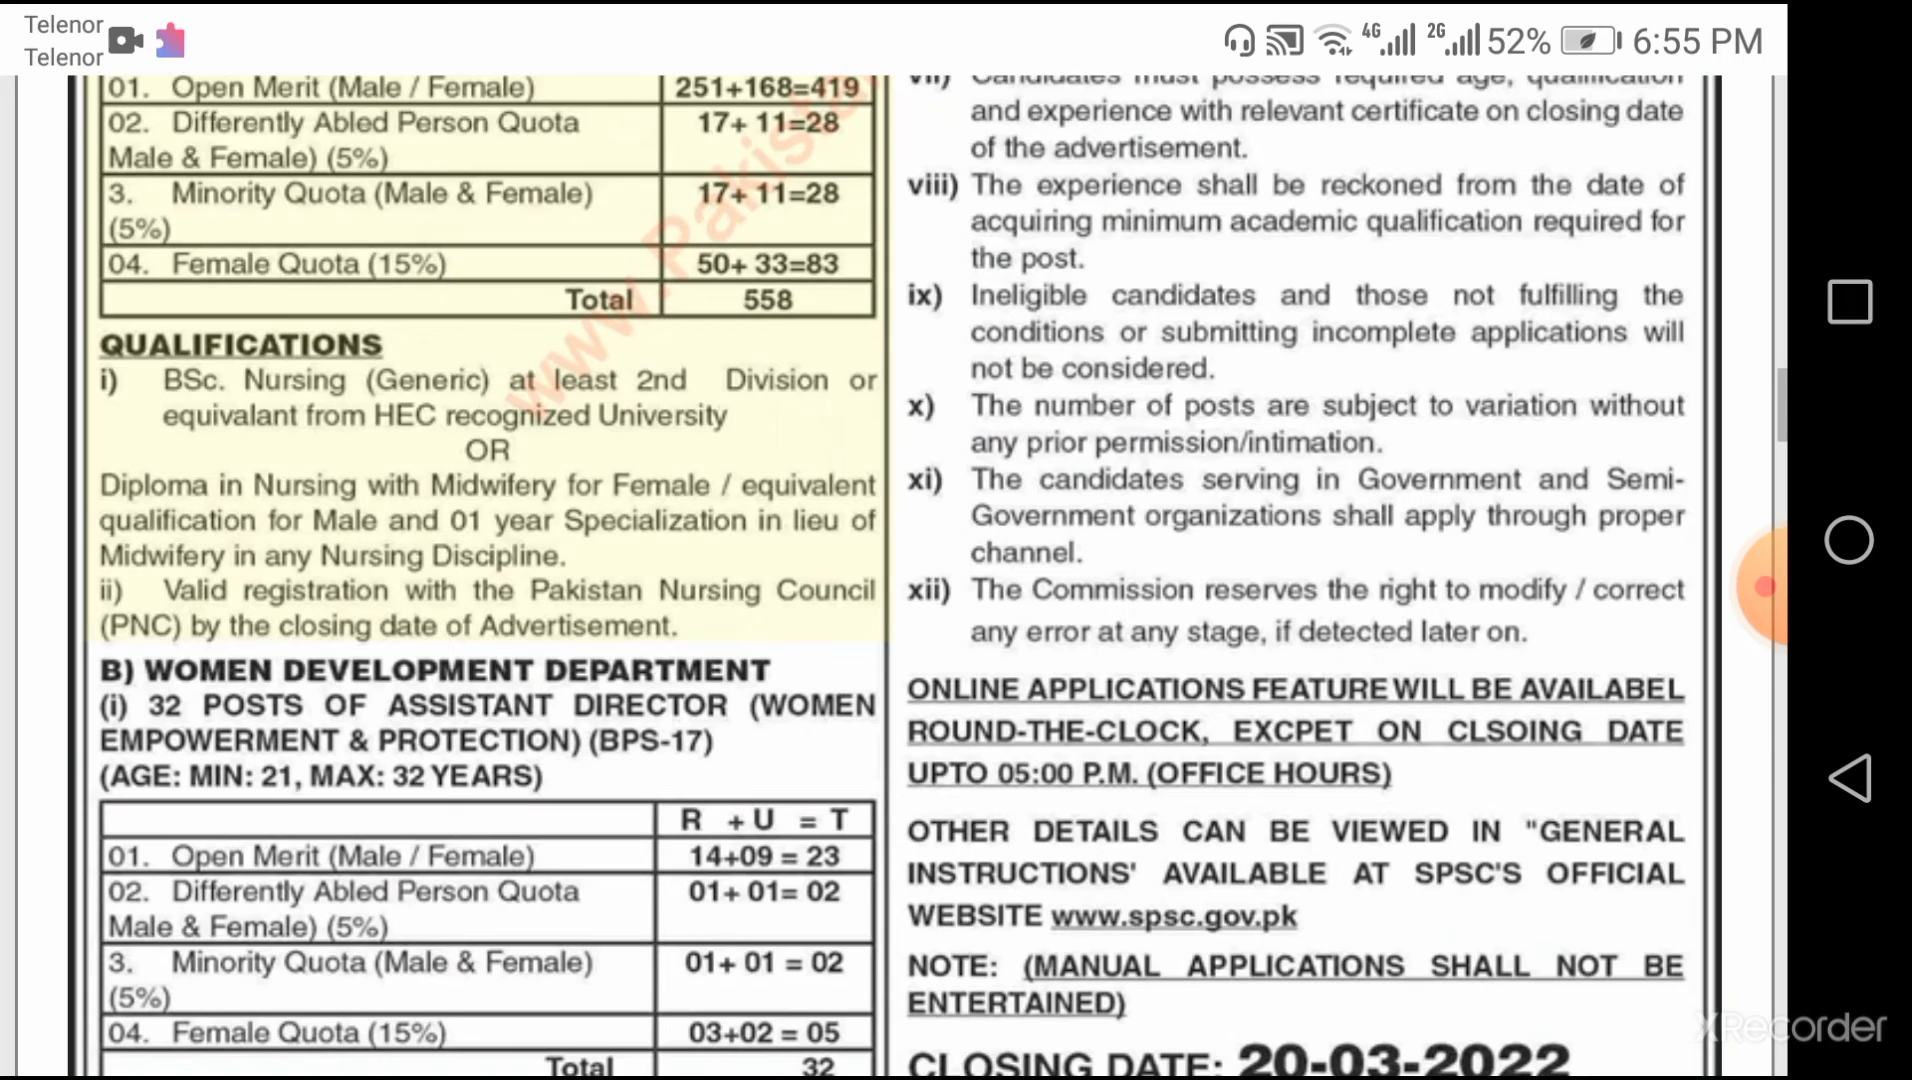 Telenor
Telenor
4G 2G 52% 6:55 PM
01. Open Merit (Male / Female) 251+168=419
02. Differently Abled Person Quota 17+ 11=28
Male & Female) (5%)
3. Minority Quota (Male & Female) 17+ 11=28
(5%)
04. Female Quota (15%) 50+ 33=83
Total 558
QUALIFICATIONS
i) BSc. Nursing (Generic) at least 2nd Division or
equivalant from HEC recognized University
OR
Diploma in Nursing with Midwifery for Female / equivalent
qualification for Male and 01 year Specialization in lieu of
Midwifery in any Nursing Discipline.
ii) Valid registration with the Pakistan Nursing Council
(PNC) by the closing date of Advertisement.
B) WOMEN DEVELOPMENT DEPARTMENT
(i) 32 POSTS OF ASSISTANT DIRECTOR (WOMEN
EMPOWERMENT & PROTECTION) (BPS-17)
(AGE: MIN: 21, MAX: 32 YEARS)
R + U = T
01. Open Merit (Male / Female) 14+09 = 23
02. Differently Abled Person Quota 01+ 01= 02
Male & Female) (5%)
3. Minority Quota (Male & Female) 01+ 01 = 02
(5%)
04. Female Quota (15%) 03+02 = 05
Total 32
www.Pakist
vii) Candidates must possess required age, qualification
and experience with relevant certificate on closing date
of the advertisement.
viii) The experience shall be reckoned from the date of
acquiring minimum academic qualification required for
the post.
ix) Ineligible candidates and those not fulfilling the
conditions or submitting incomplete applications will
not be considered.
x) The number of posts are subject to variation without
any prior permission/intimation.
xi) The candidates serving in Government and Semi-
Government organizations shall apply through proper
channel.
xii) The Commission reserves the right to modify / correct
any error at any stage, if detected later on.
ONLINE APPLICATIONS FEATURE WILL BE AVAILABEL
ROUND-THE-CLOCK, EXCPET ON CLSOING DATE
UPTO 05:00 P.M. (OFFICE HOURS)
OTHER DETAILS CAN BE VIEWED IN "GENERAL
INSTRUCTIONS' AVAILABLE AT SPSC'S OFFICIAL
WEBSITE www.spsc.gov.pk
NOTE: (MANUAL APPLICATIONS SHALL NOT BE
ENTERTAINED)
CLOSING DATE: 20-03-2022
XRecorder